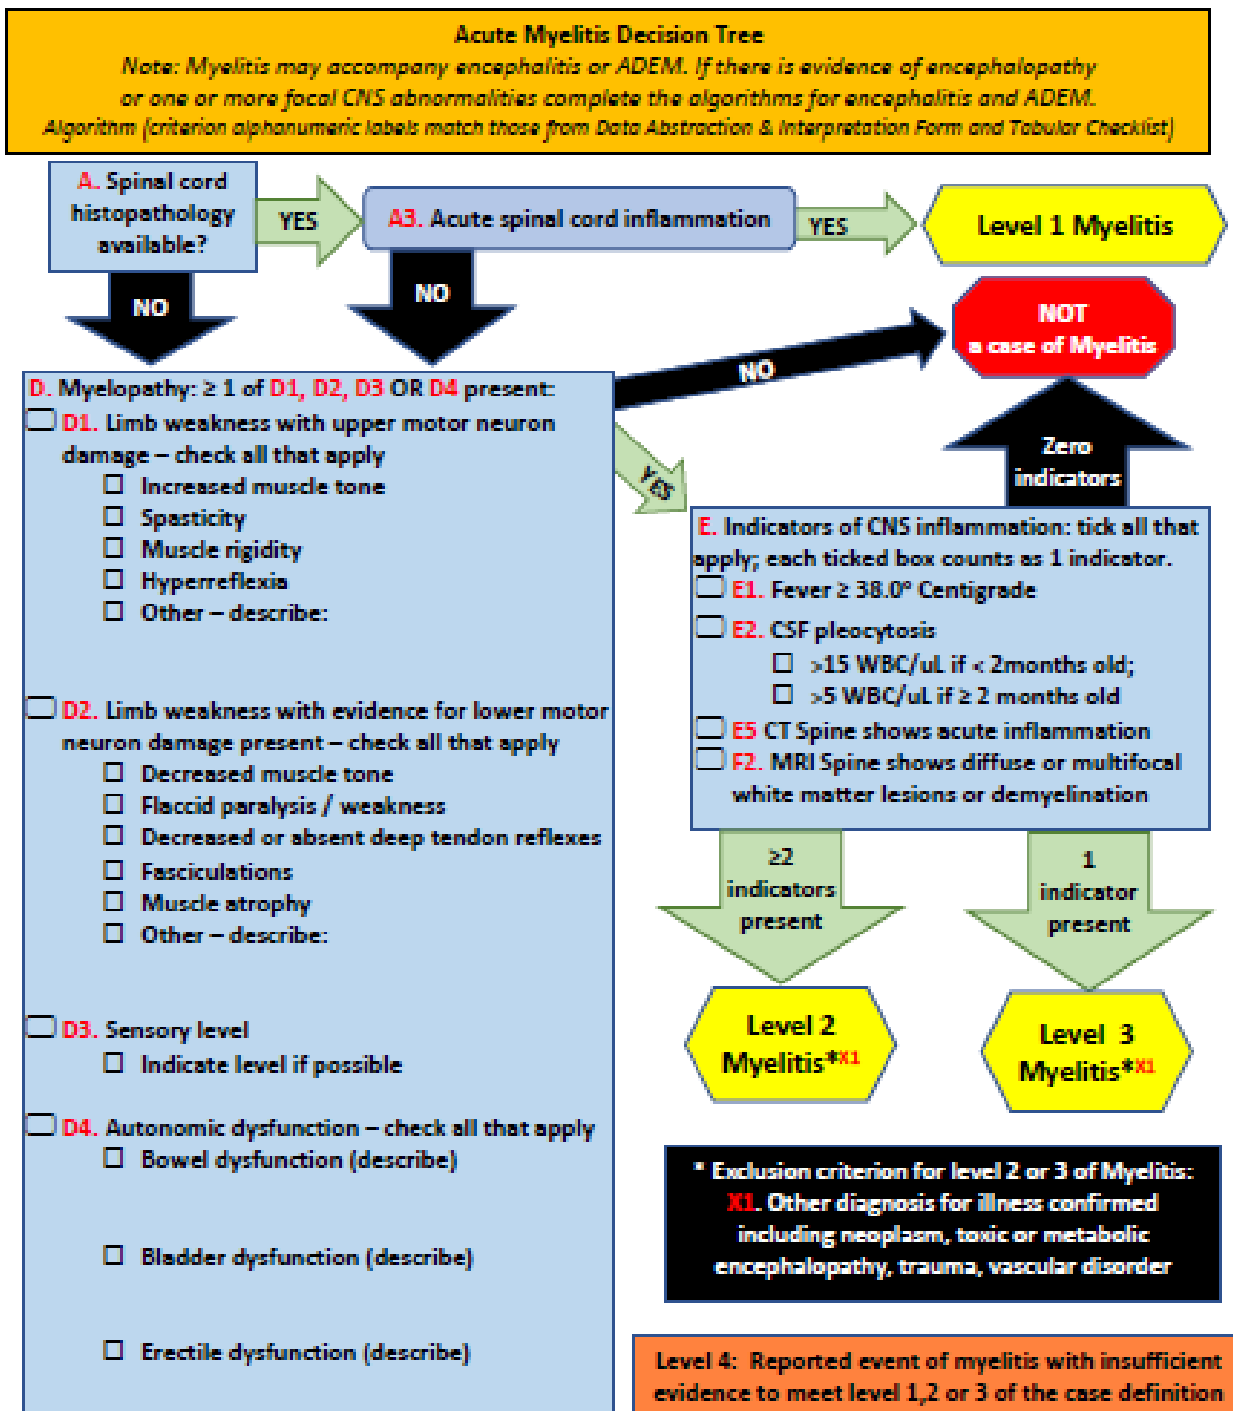 Acute Myelitis Decision Tree
Note: Myelitis may accompany encephalitis or ADEM. If there is evidence of encephalopathy
or one or more focal CNS abnormalities complete the algorithms for encephalitis and ADEM.
Algorithm (criterion alphanumeric labels match those from Data Abstraction & Interpretation Form and Tabular Checklist)
A. Spinal cord
histopathology
available?
YES
A3. Acute spinal cord inflammation
YES
Level 1 Myelitis
NO
NO
NO
NOT
a case of Myelitis
D. Myelopathy: ≥ 1 of D1, D2, D3 OR D4 present:
D1. Limb weakness with upper motor neuron
damage – check all that apply
☐ Increased muscle tone
☐ Spasticity
☐ Muscle rigidity
☐ Hyperreflexia
☐ Other – describe:
D2. Limb weakness with evidence for lower motor
neuron damage present – check all that apply
☐ Decreased muscle tone
☐ Flaccid paralysis / weakness
☐ Decreased or absent deep tendon reflexes
☐ Fasciculations
☐ Muscle atrophy
☐ Other – describe:
D3. Sensory level
☐ Indicate level if possible
D4. Autonomic dysfunction – check all that apply
☐ Bowel dysfunction (describe)
☐ Bladder dysfunction (describe)
☐ Erectile dysfunction (describe)
YES
Zero
indicators
E. Indicators of CNS inflammation: tick all that
apply; each ticked box counts as 1 indicator.
E1. Fever ≥ 38.0° Centigrade
E2. CSF pleocytosis
☐ >15 WBC/uL if < 2months old;
☐ >5 WBC/uL if ≥ 2 months old
E5 CT Spine shows acute inflammation
F2. MRI Spine shows diffuse or multifocal
white matter lesions or demyelination
≥2
indicators
present
1
indicator
present
Level 2
Myelitis*X1
Level 3
Myelitis*X1
* Exclusion criterion for level 2 or 3 of Myelitis:
X1. Other diagnosis for illness confirmed
including neoplasm, toxic or metabolic
encephalopathy, trauma, vascular disorder
Level 4: Reported event of myelitis with insufficient
evidence to meet level 1,2 or 3 of the case definition